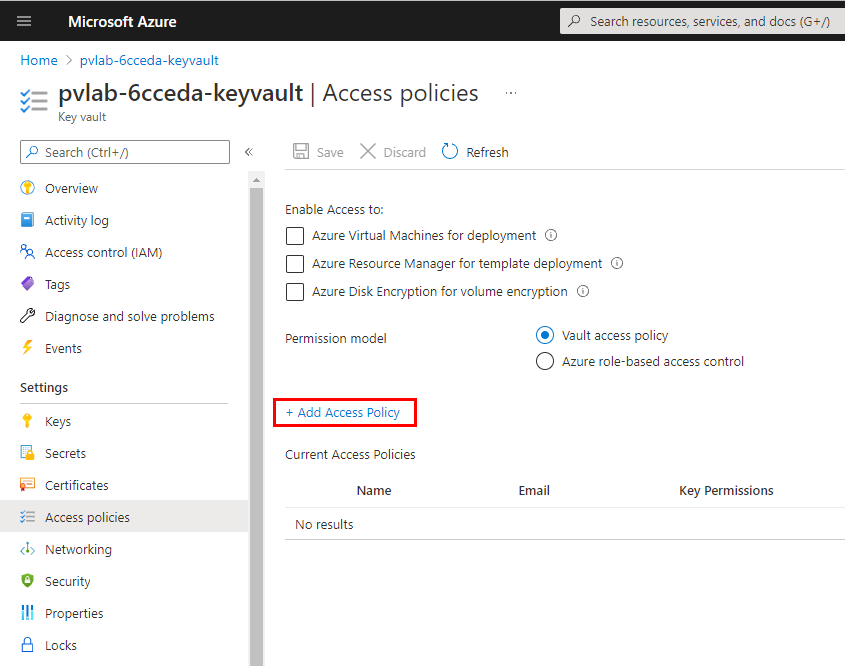 Microsoft Azure
Search resources, services, and docs (G+/)
Home > pvlab-6cceda-keyvault
pvlab-6cceda-keyvault | Access policies ...
Key vault
Search (Ctrl+/)
«
Save
Discard
Refresh
Overview
Activity log
Access control (IAM)
Tags
Diagnose and solve problems
Events
Settings
Keys
Secrets
Certificates
Access policies
Networking
Security
Properties
Locks
Enable Access to:
Azure Virtual Machines for deployment
Azure Resource Manager for template deployment
Azure Disk Encryption for volume encryption
Permission model
Vault access policy
Azure role-based access control
+ Add Access Policy
Current Access Policies
Name Email Key Permissions
No results